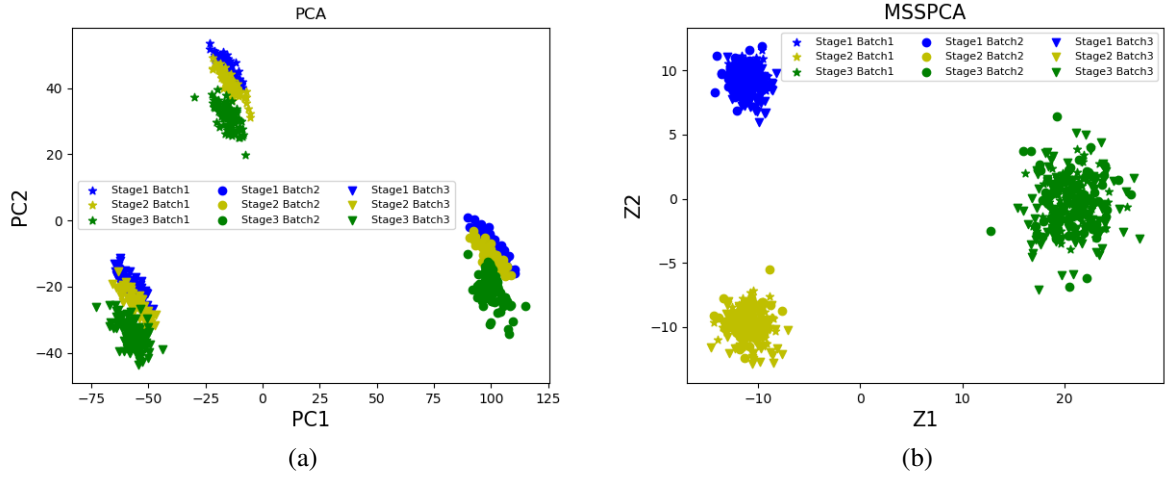 PCA
40
20
0
−20
−40
PC2
Stage1 Batch1 Stage1 Batch2 Stage1 Batch3
Stage2 Batch1 Stage2 Batch2 Stage2 Batch3
Stage3 Batch1 Stage3 Batch2 Stage3 Batch3
−75 −50 −25 0 25 50 75 100 125
PC1
(a)
MSSPCA
Stage1 Batch1 Stage1 Batch2 Stage1 Batch3
Stage2 Batch1 Stage2 Batch2 Stage2 Batch3
Stage3 Batch1 Stage3 Batch2 Stage3 Batch3
10
5
0
−5
−10
Z2
−10 0 10 20
Z1
(b)